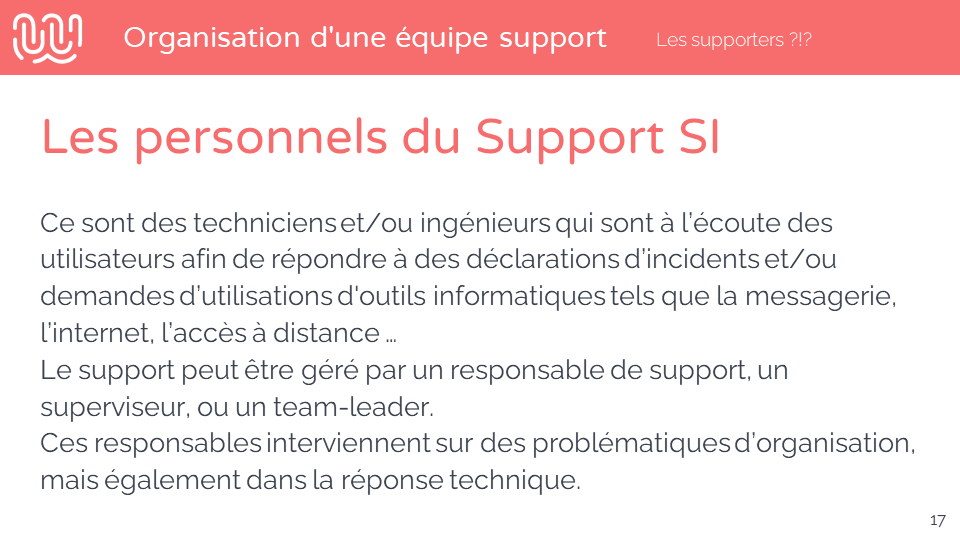 Organisation d'une équipe support
Les supporters ?!?
Les personnels du Support SI
Ce sont des techniciens et/ou ingénieurs qui sont à l’écoute des
utilisateurs afin de répondre à des déclarations d’incidents et/ou
demandes d’utilisations d'outils informatiques tels que la messagerie,
l’internet, l’accès à distance …
Le support peut être géré par un responsable de support, un
superviseur, ou un team-leader.
Ces responsables interviennent sur des problématiques d’organisation,
mais également dans la réponse technique.
17